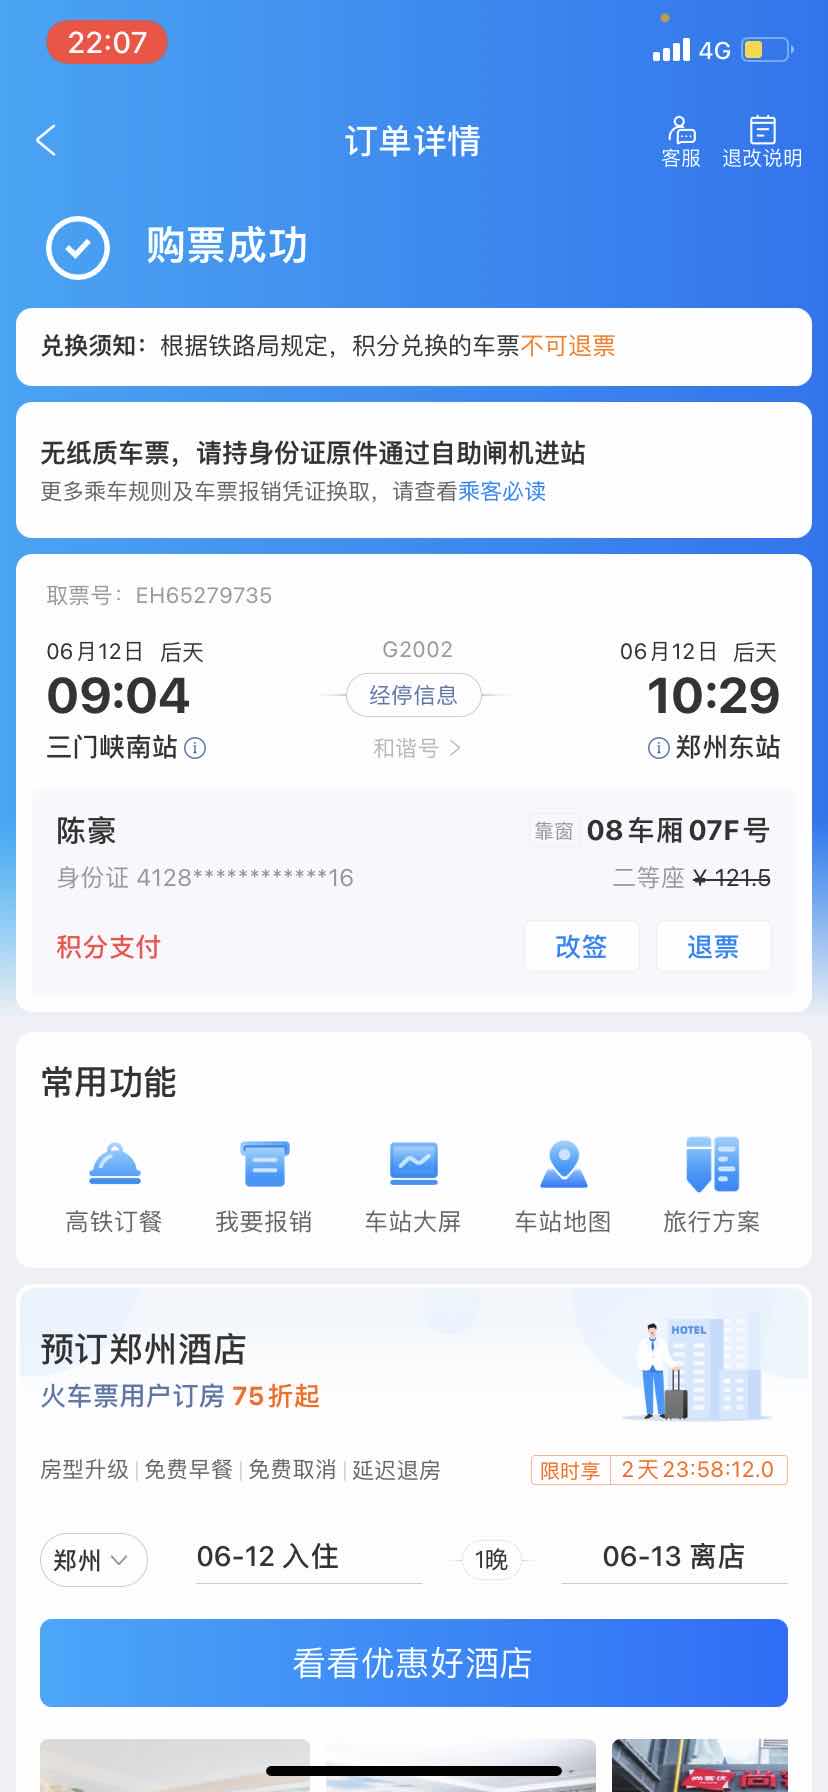 22:07
4G
订单详情
客服
退改说明
购票成功
兑换须知：根据铁路局规定，积分兑换的车票不可退票
无纸质车票，请持身份证原件通过自助闸机进站
更多乘车规则及车票报销凭证换取，请查看乘客必读
取票号：EH65279735
06月12日 后天
G2002
06月12日 后天
09:04
经停信息
10:29
三门峡南站
和谐号
郑州东站
陈豪
靠窗 08车厢07F号
身份证 4128************16
二等座 ¥121.5
积分支付
改签
退票
常用功能
高铁订餐
我要报销
车站大屏
车站地图
旅行方案
预订郑州酒店
HOTEL
火车票用户订房 75折起
房型升级 | 免费早餐 | 免费取消 | 延迟退房
限时享 2天23:58:12.0
郑州
06-12 入住
1晚
06-13 离店
看看优惠好酒店